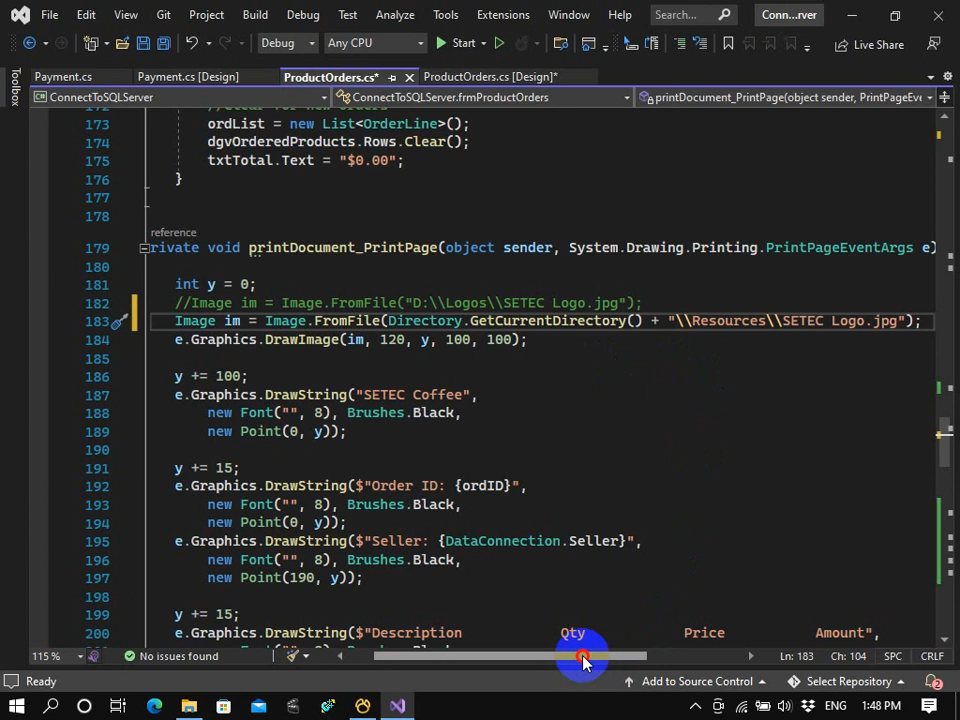 File Edit View Git Project Build Debug Test Analyze Tools Extensions Window Help Search... Conn...rver
Debug Any CPU Start Live Share
Payment.cs Payment.cs [Design] ProductOrders.cs* ProductOrders.cs [Design]*
Toolbox
ConnectToSQLServer ConnectToSQLServer.frmProductOrders printDocument_PrintPage(object sender, PrintPageEve
173 ordList = new List<OrderLine>();
174 dgvOrderedProducts.Rows.Clear();
175 txtTotal.Text = "$0.00";
176 }
177
178
reference
179 rivate void printDocument_PrintPage(object sender, System.Drawing.Printing.PrintPageEventArgs e)
180
181 int y = 0;
182 //Image im = Image.FromFile("D:\\Logos\\SETEC Logo.jpg");
183 Image im = Image.FromFile(Directory.GetCurrentDirectory() + "\\Resources\\SETEC Logo.jpg");
184 e.Graphics.DrawImage(im, 120, y, 100, 100);
185
186 y += 100;
187 e.Graphics.DrawString("SETEC Coffee",
188 new Font("", 8), Brushes.Black,
189 new Point(0, y));
190
191 y += 15;
192 e.Graphics.DrawString($"Order ID: {ordID}",
193 new Font("", 8), Brushes.Black,
194 new Point(0, y));
195 e.Graphics.DrawString($"Seller: {DataConnection.Seller}",
196 new Font("", 8), Brushes.Black,
197 new Point(190, y));
198
199 y += 15;
200 e.Graphics.DrawString($"Description Qty Price Amount",
115 % No issues found Ln: 183 Ch: 104 SPC CRLF
Ready Add to Source Control Select Repository 2
ENG 1:48 PM